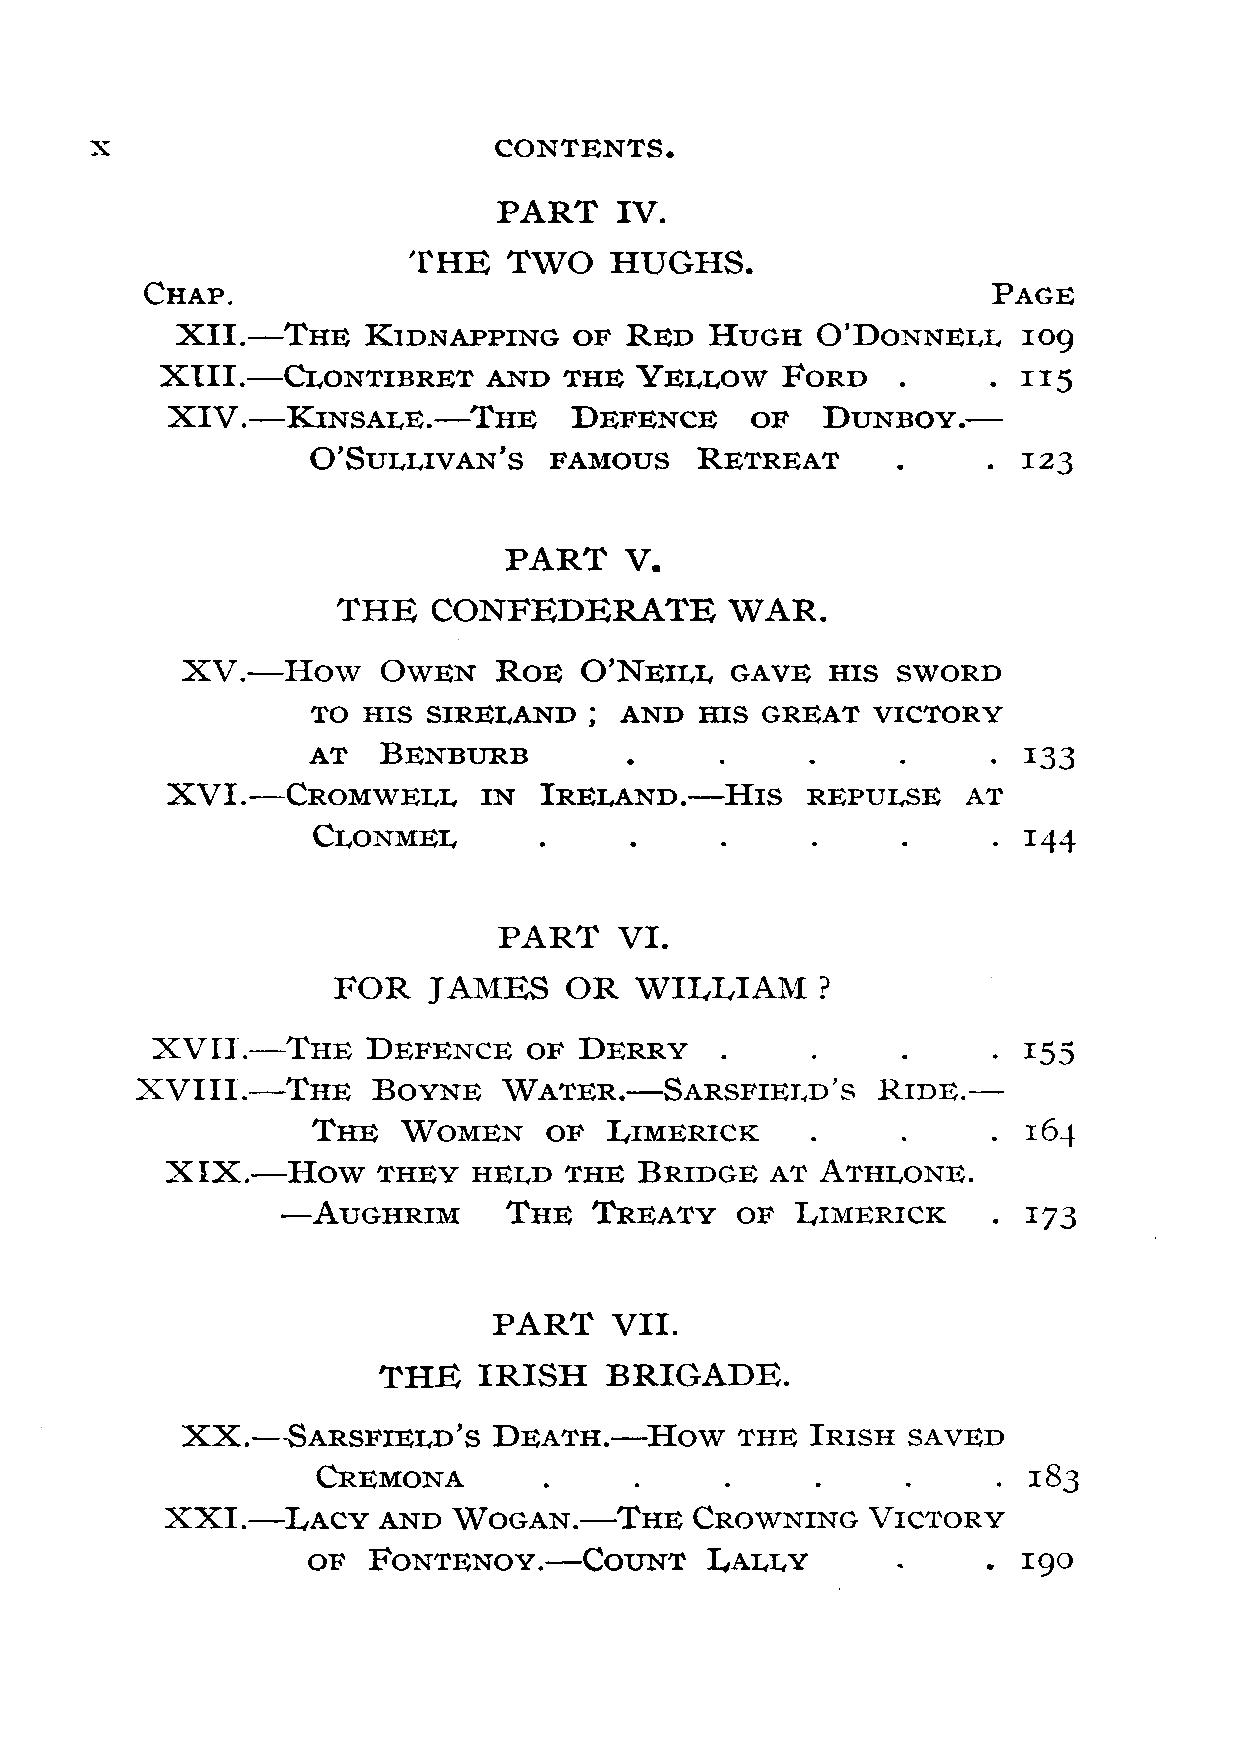 x CONTENTS.
PART IV.
THE TWO HUGHS.
CHAP. PAGE
XII.—THE KIDNAPPING OF RED HUGH O'DONNELL 109
XIII.—CLONTIBRET AND THE YELLOW FORD . . 115
XIV.—KINSALE.—THE DEFENCE OF DUNBOY.—
O'SULLIVAN'S FAMOUS RETREAT . . 123
PART V.
THE CONFEDERATE WAR.
XV.—HOW OWEN ROE O'NEILL GAVE HIS SWORD
TO HIS SIRELAND ; AND HIS GREAT VICTORY
AT BENBURB . . . . . 133
XVI.—CROMWELL IN IRELAND.—HIS REPULSE AT
CLONMEL . . . . . . 144
PART VI.
FOR JAMES OR WILLIAM ?
XVII.—THE DEFENCE OF DERRY . . . . 155
XVIII.—THE BOYNE WATER.—SARSFIELD'S RIDE.—
THE WOMEN OF LIMERICK . . . 164
XIX.—HOW THEY HELD THE BRIDGE AT ATHLONE.
—AUGHRIM THE TREATY OF LIMERICK . 173
PART VII.
THE IRISH BRIGADE.
XX.—SARSFIELD'S DEATH.—HOW THE IRISH SAVED
CREMONA . . . . . . 183
XXI.—LACY AND WOGAN.—THE CROWNING VICTORY
OF FONTENOY.—COUNT LALLY . . 190